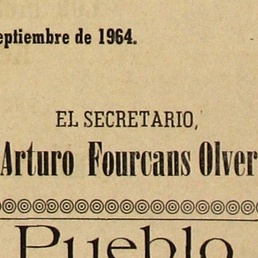 eptiembre de 1964.
EL SECRETARIO,
Arturo Fourcans Olver
Pueblo